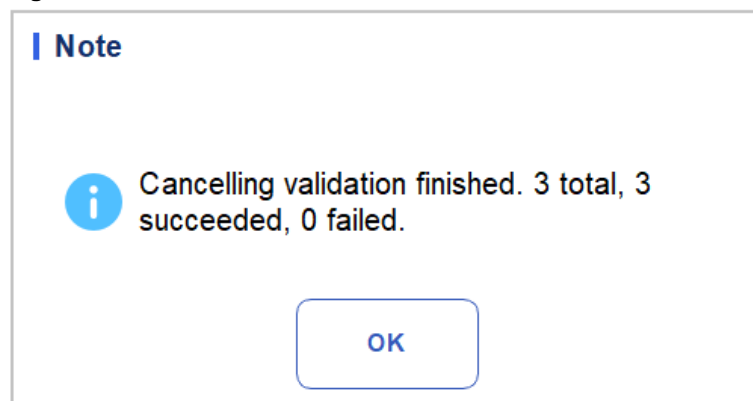 Note
Cancelling validation finished. 3 total, 3
succeeded, 0 failed.
OK